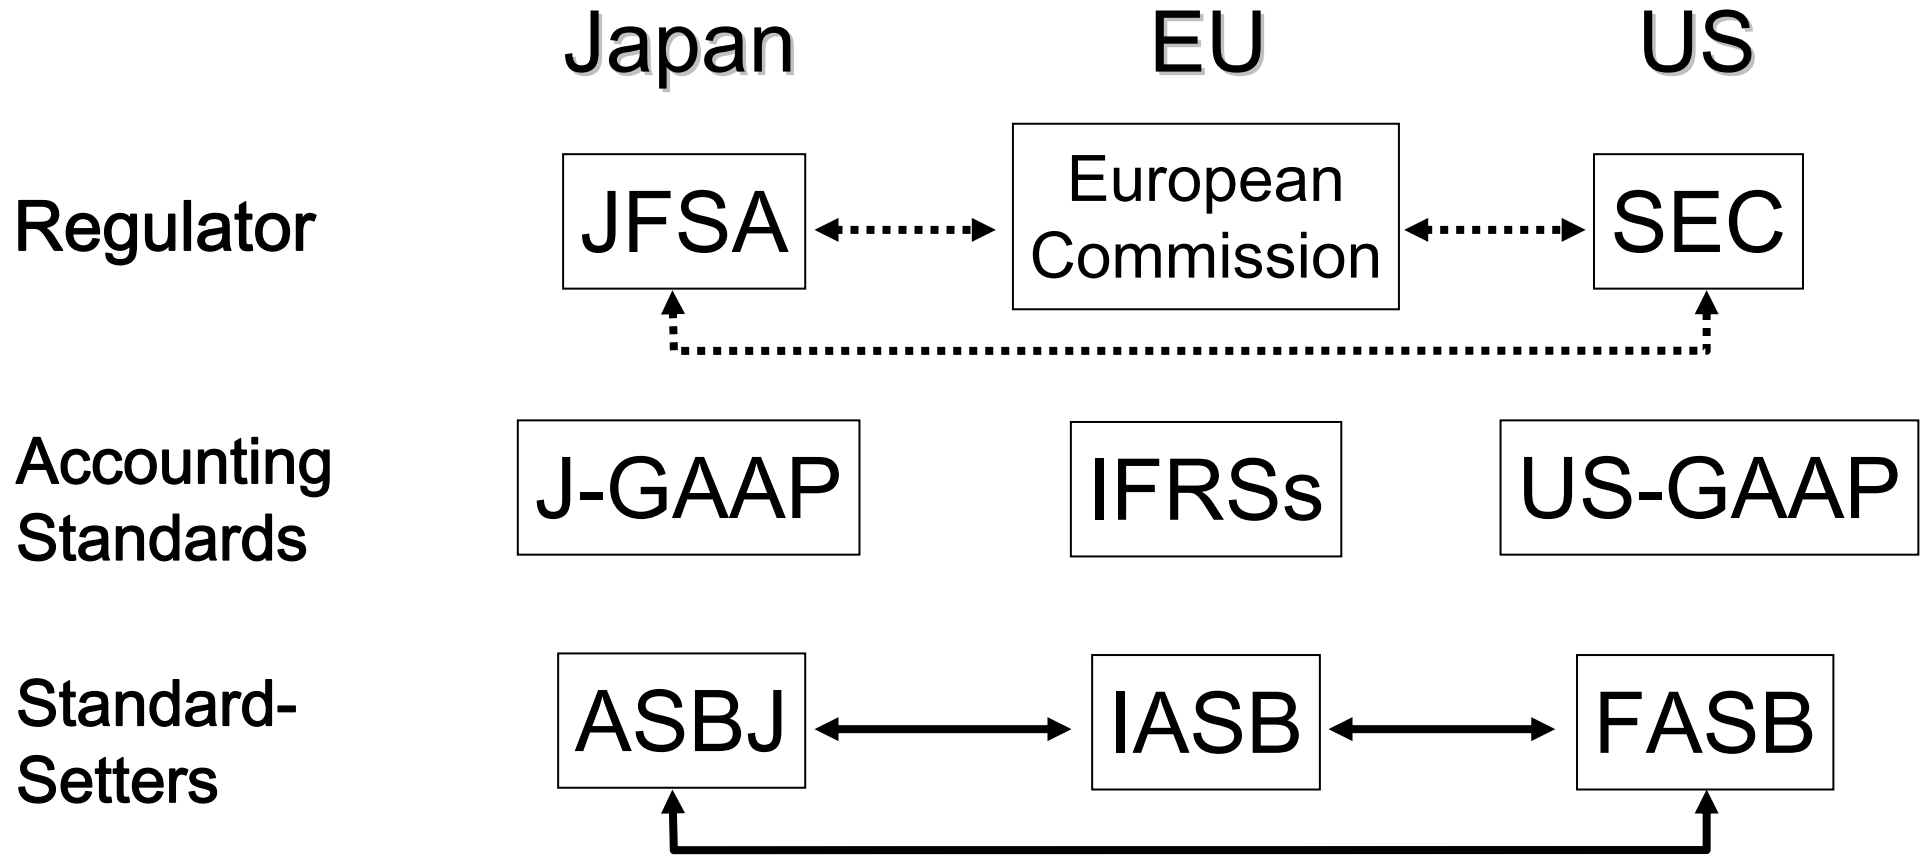 Japan EU US
Regulator
JFSA
European
Commission
SEC
Accounting
Standards
J-GAAP
IFRSs
US-GAAP
Standard-
Setters
ASBJ
IASB
FASB